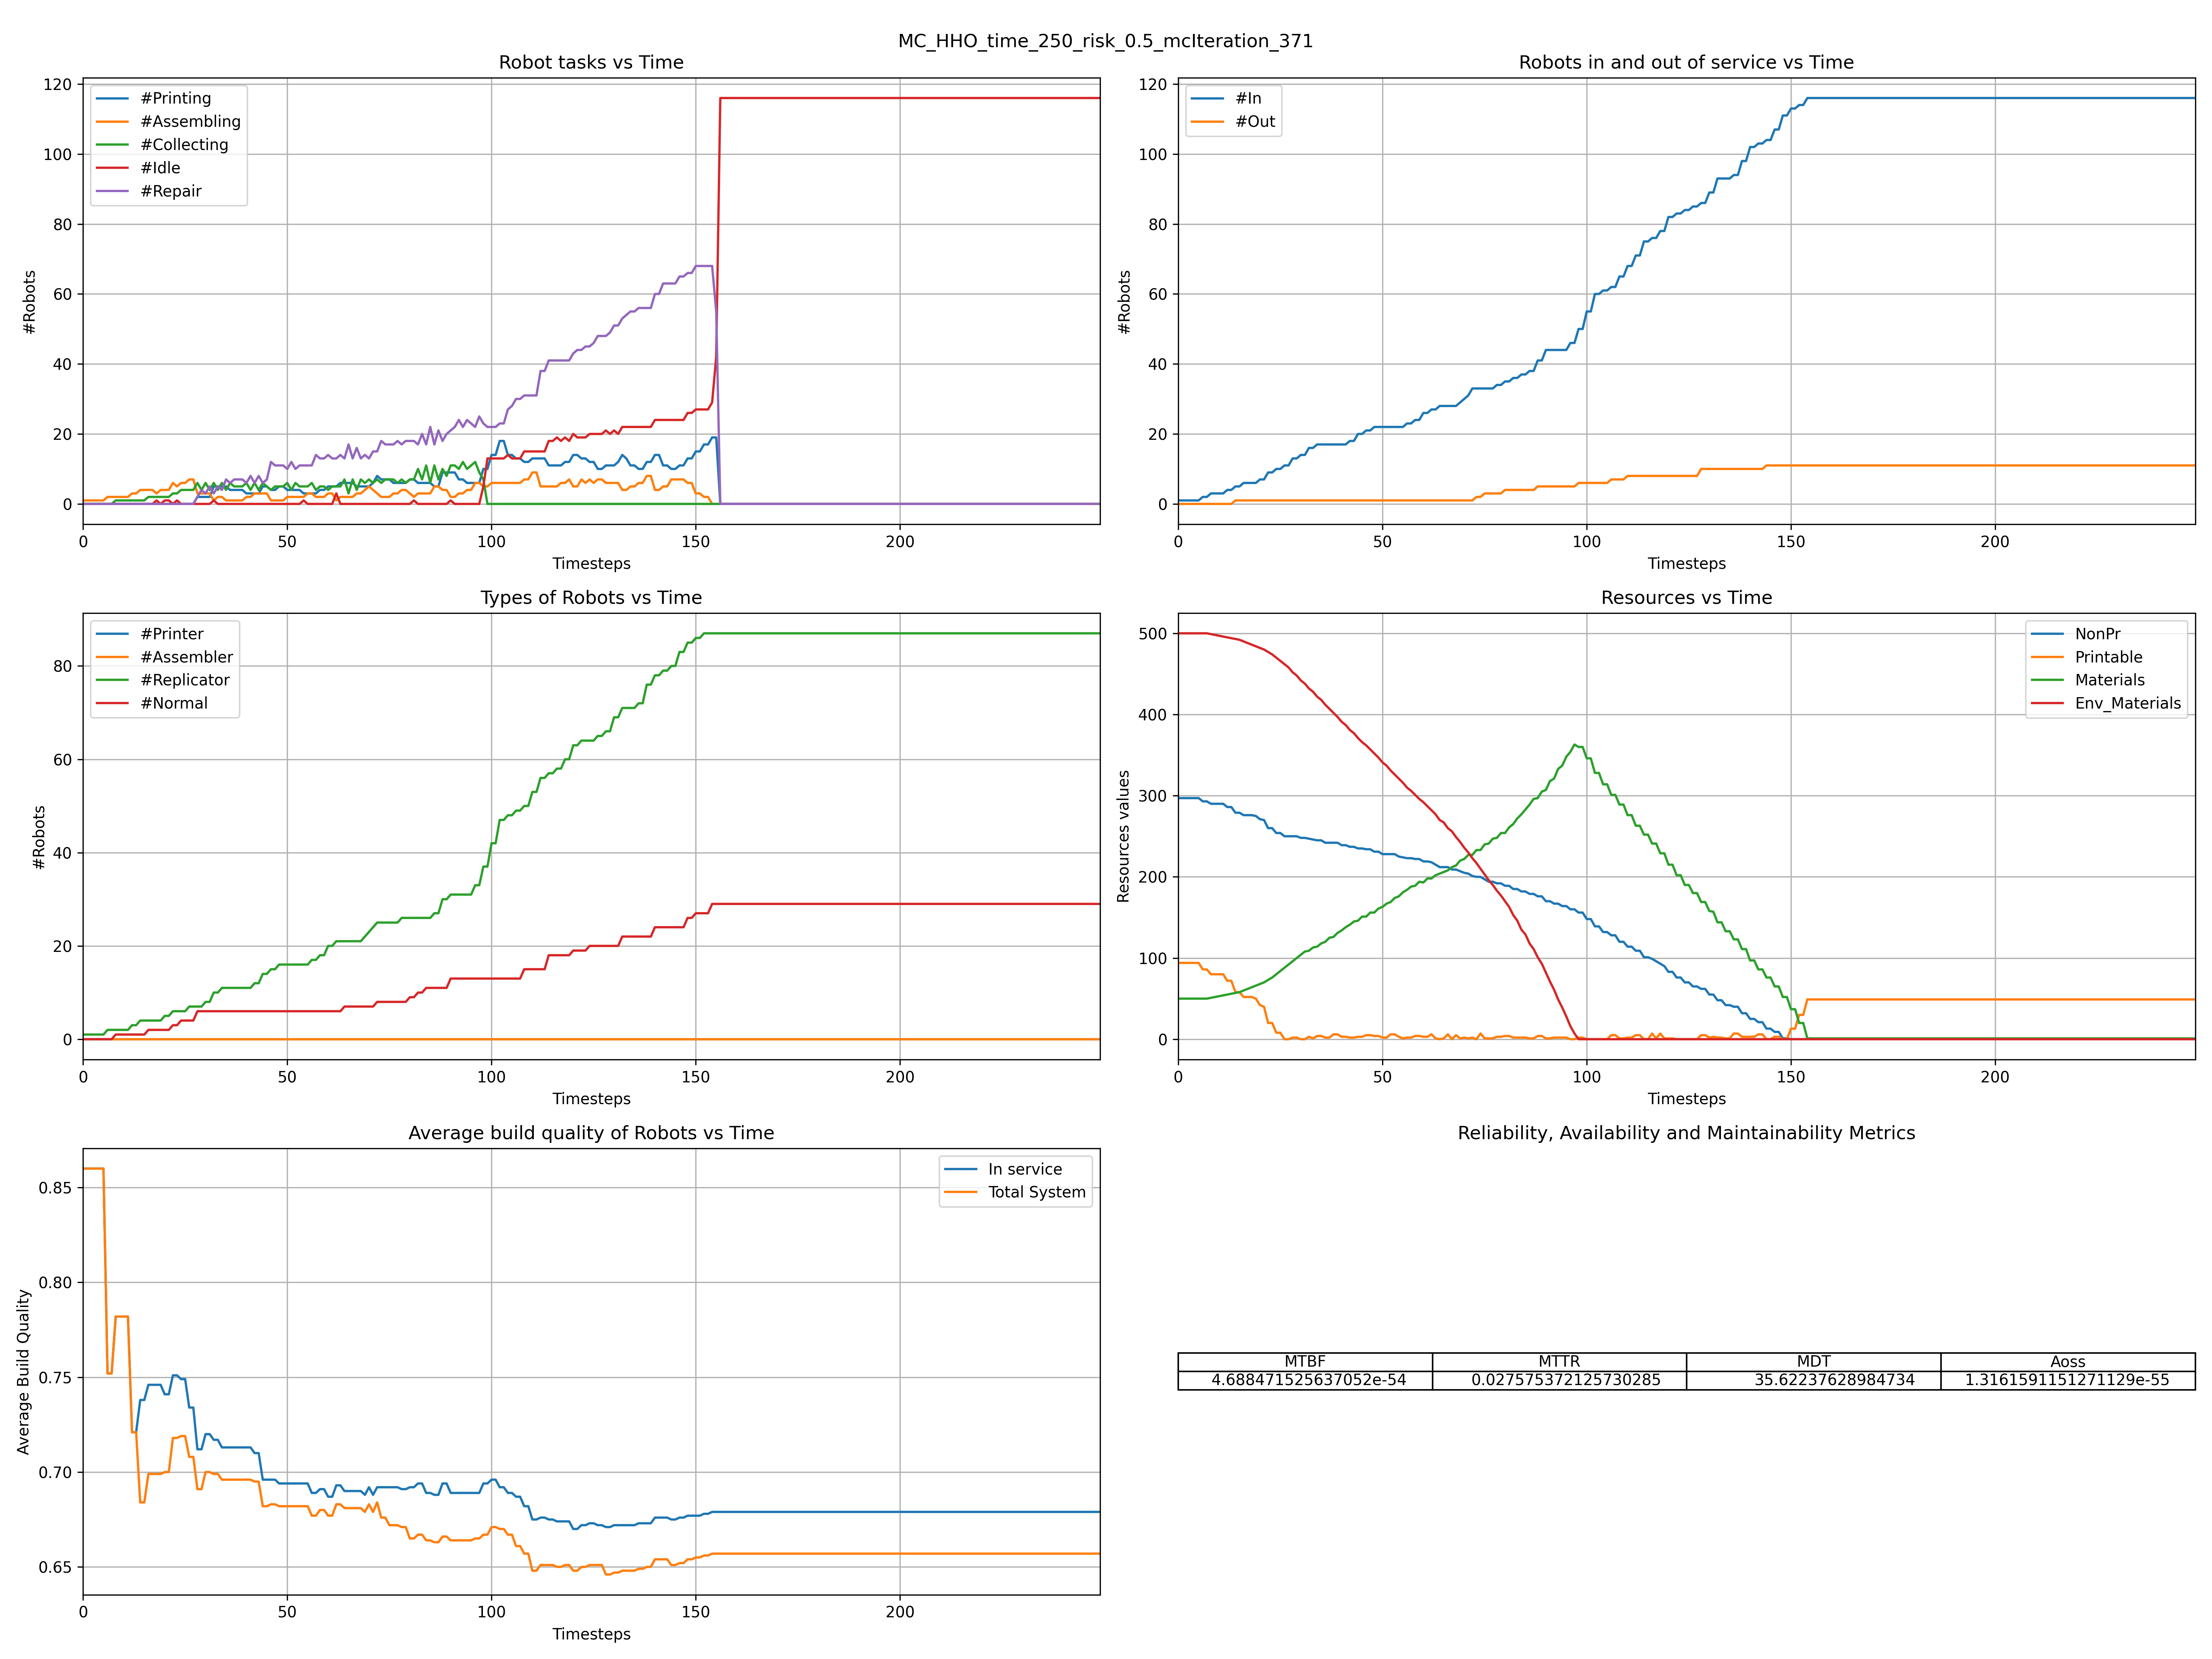 MC_HHO_time_250_risk_0.5_mcIteration_371
Robot tasks vs Time
#Robots
120
100
80
60
40
20
0
#Printing
#Assembling
#Collecting
#Idle
#Repair
0 50 100 150 200
Timesteps
Robots in and out of service vs Time
#Robots
120
100
80
60
40
20
0
#In
#Out
0 50 100 150 200
Timesteps
Types of Robots vs Time
#Robots
80
60
40
20
0
#Printer
#Assembler
#Replicator
#Normal
0 50 100 150 200
Timesteps
Resources vs Time
Resources values
500
400
300
200
100
0
NonPr
Printable
Materials
Env_Materials
0 50 100 150 200
Timesteps
Average build quality of Robots vs Time
Average Build Quality
0.85
0.80
0.75
0.70
0.65
In service
Total System
0 50 100 150 200
Timesteps
Reliability, Availability and Maintainability Metrics
MTBF MTTR MDT Aoss
4.688471525637052e-54 0.027575372125730285 35.62237628984734 1.3161591151271129e-55